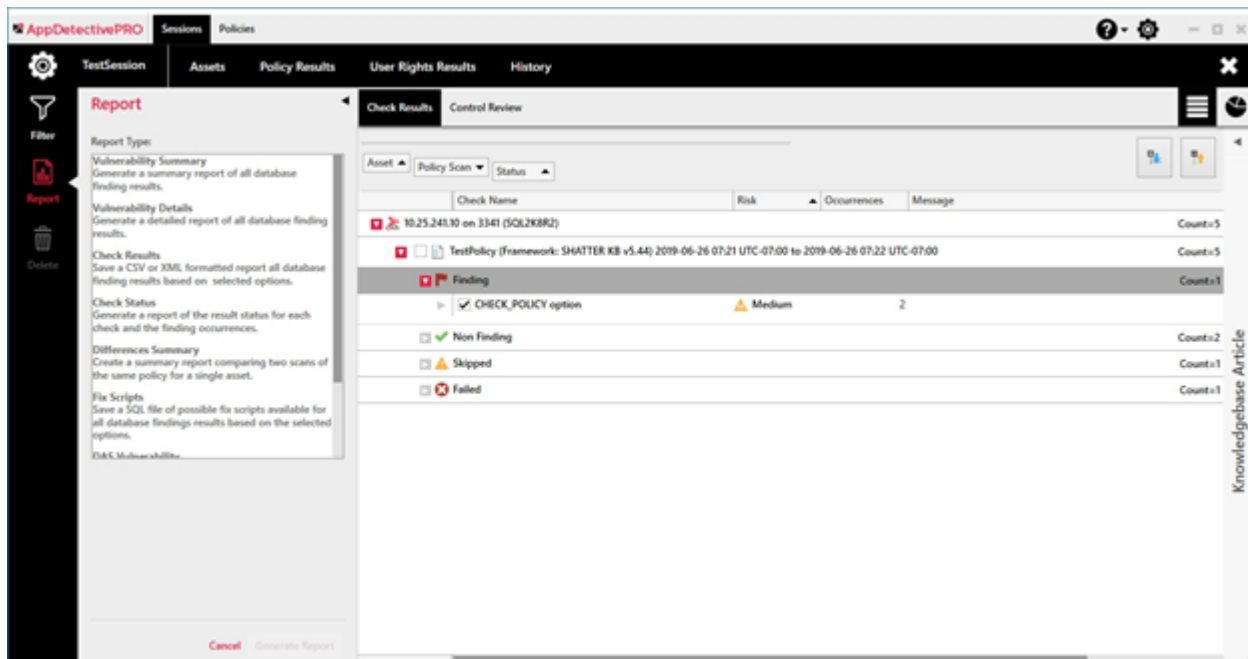 AppDetectivePRO
Sessions
Policies
TestSession
Assets
Policy Results
User Rights Results
History
Filter
Report
Delete
Report
Report Type:
Vulnerability Summary
Generate a summary report of all database
finding results.
Vulnerability Details
Generate a detailed report of all database finding
results.
Check Results
Save a CSV or XML formatted report all database
finding results based on selected options.
Check Status
Generate a report of the result status for each
check and the finding occurrences.
Differences Summary
Create a summary report comparing two scans of
the same policy for a single asset.
Fix Scripts
Save a SQL file of possible fix scripts available for
all database findings results based on the selected
options.
DAS Vulnerability
Cancel
Generate Report
Check Results
Control Review
Asset
Policy Scan
Status
Check Name
Risk
Occurrences
Message
10.25.241.10 on 3341 (SQL2K8R2)
Count=5
TestPolicy (Framework: SHATTER KB v5.44) 2019-06-26 07:21 UTC-07:00 to 2019-06-26 07:22 UTC-07:00
Count=5
Finding
Count=1
CHECK_POLICY option
Medium
2
Non Finding
Count=2
Skipped
Count=1
Failed
Count=1
Knowledgebase Article